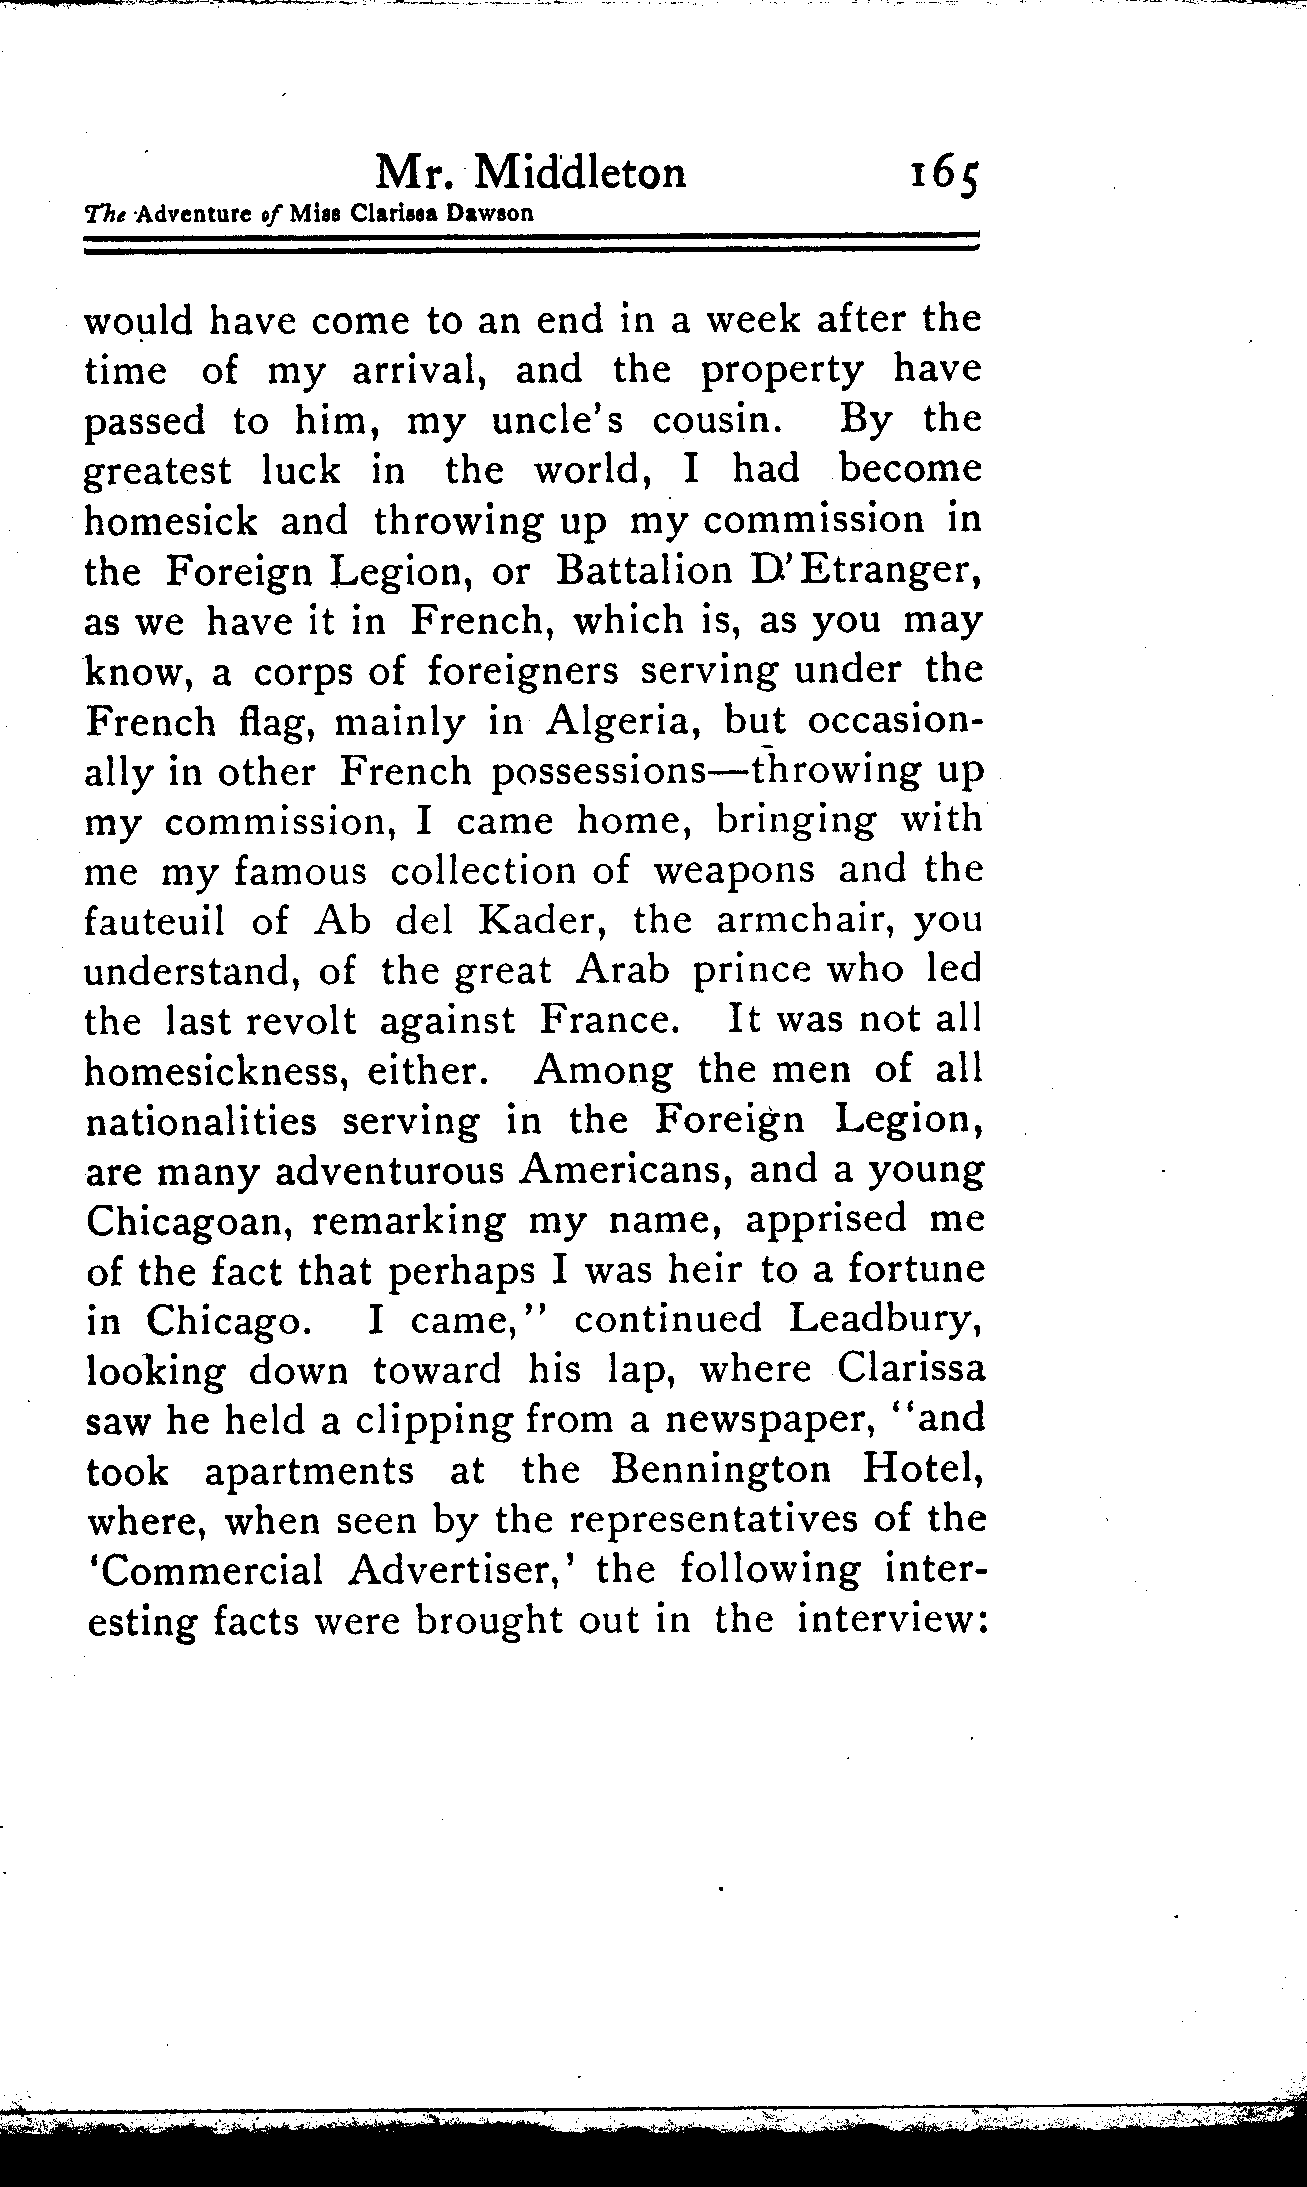 Mr. Middleton 165
The Adventure of Miss Clarissa Dawson
would have come to an end in a week after the
time of my arrival, and the property have
passed to him, my uncle's cousin. By the
greatest luck in the world, I had become
homesick and throwing up my commission in
the Foreign Legion, or Battalion D'Etranger,
as we have it in French, which is, as you may
know, a corps of foreigners serving under the
French flag, mainly in Algeria, but occasion-
ally in other French possessions—throwing up
my commission, I came home, bringing with
me my famous collection of weapons and the
fauteuil of Ab del Kader, the armchair, you
understand, of the great Arab prince who led
the last revolt against France. It was not all
homesickness, either. Among the men of all
nationalities serving in the Foreign Legion,
are many adventurous Americans, and a young
Chicagoan, remarking my name, apprised me
of the fact that perhaps I was heir to a fortune
in Chicago. I came,'' continued Leadbury,
looking down toward his lap, where Clarissa
saw he held a clipping from a newspaper, ''and
took apartments at the Bennington Hotel,
where, when seen by the representatives of the
'Commercial Advertiser,' the following inter-
esting facts were brought out in the interview: